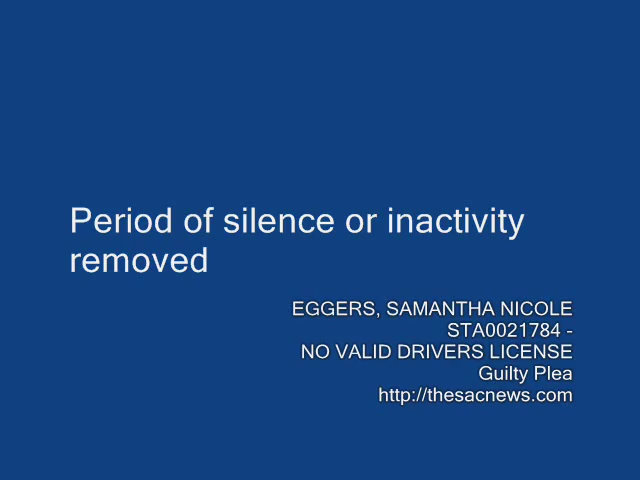 Period of silence or inactivity
removed
EGGERS, SAMANTHA NICOLE
STA0021784 -
NO VALID DRIVERS LICENSE
Guilty Plea
http://thesacnews.com